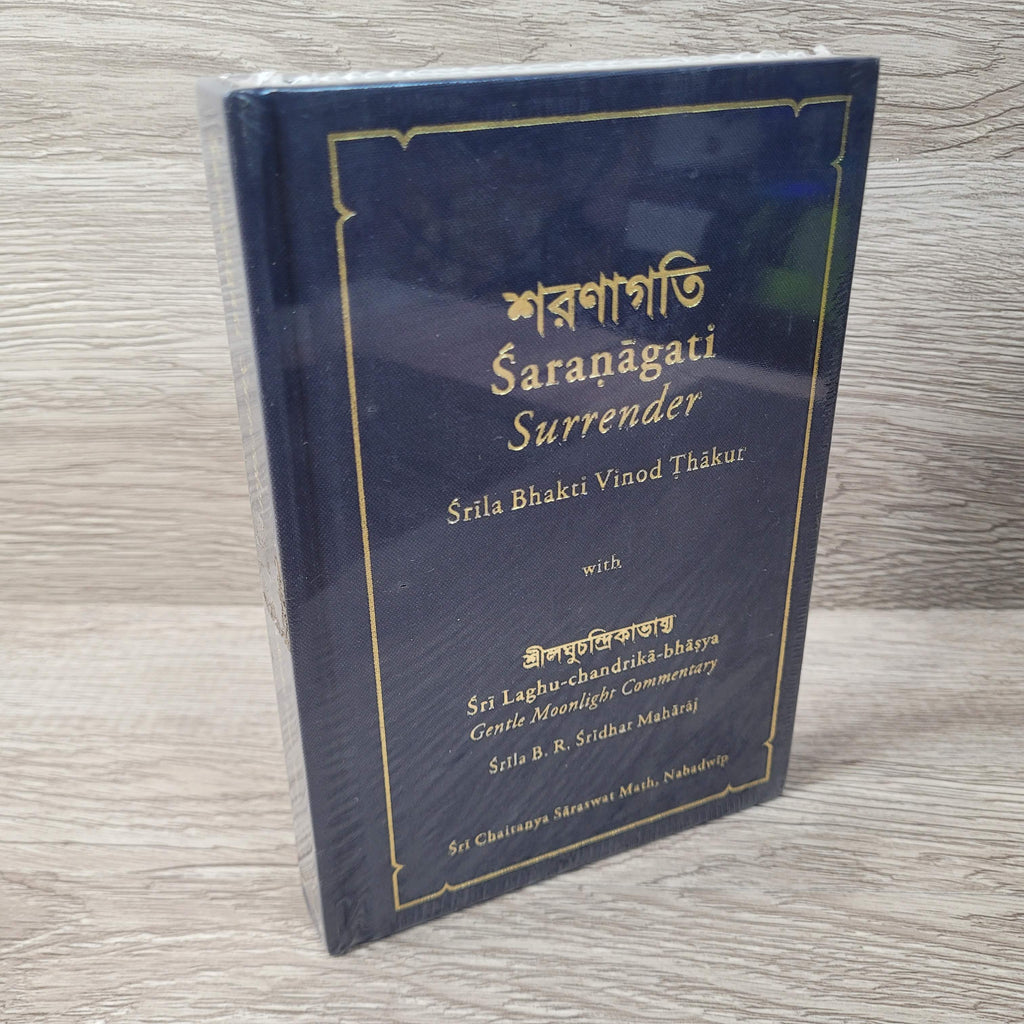 শরণাগতি
Śaraṇāgati
Surrender
Śrīla Bhakti Vinod Ṭhākur
with
শ্রীলঘুচন্দ্রিকাভাষ্য
Śrī Laghu-chandrikā-bhāṣya
Gentle Moonlight Commentary
Śrīla B. R. Śrīdhar Mahārāj
Śrī Chaitanya Sāraswat Maṭh, Nabadwīp